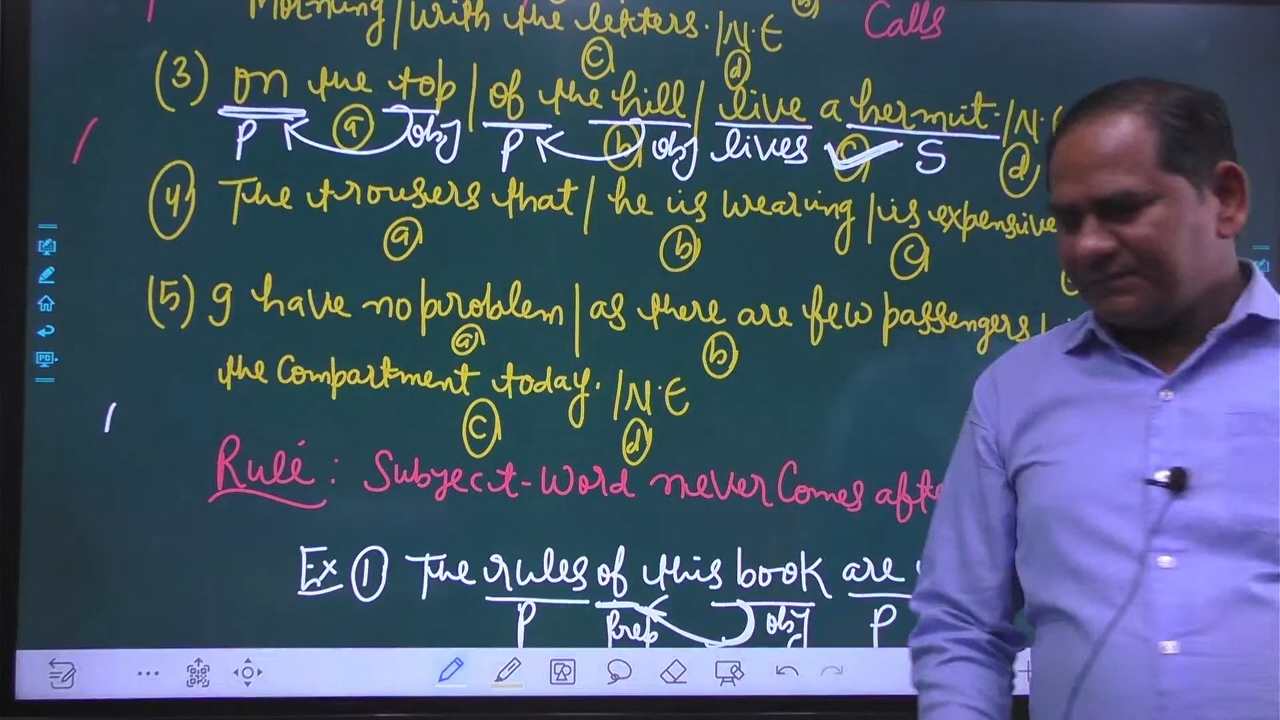 Morning / with the letters. / N.E
(c) (d) Calls
(3) on the top / of the hill / live a hermit. / N.
P (a) obj P (b) obj lives (c) S (d)
(4) The trousers that / he is wearing / is expensive
(a) (b) (c)
(5) I have no problem / as there are few passengers
(a) (b)
the Compartment today. / N.E
(c) (d)
Rule : Subject-Word never Comes afte
Ex (1) The rules of this book are
P Prep obj P